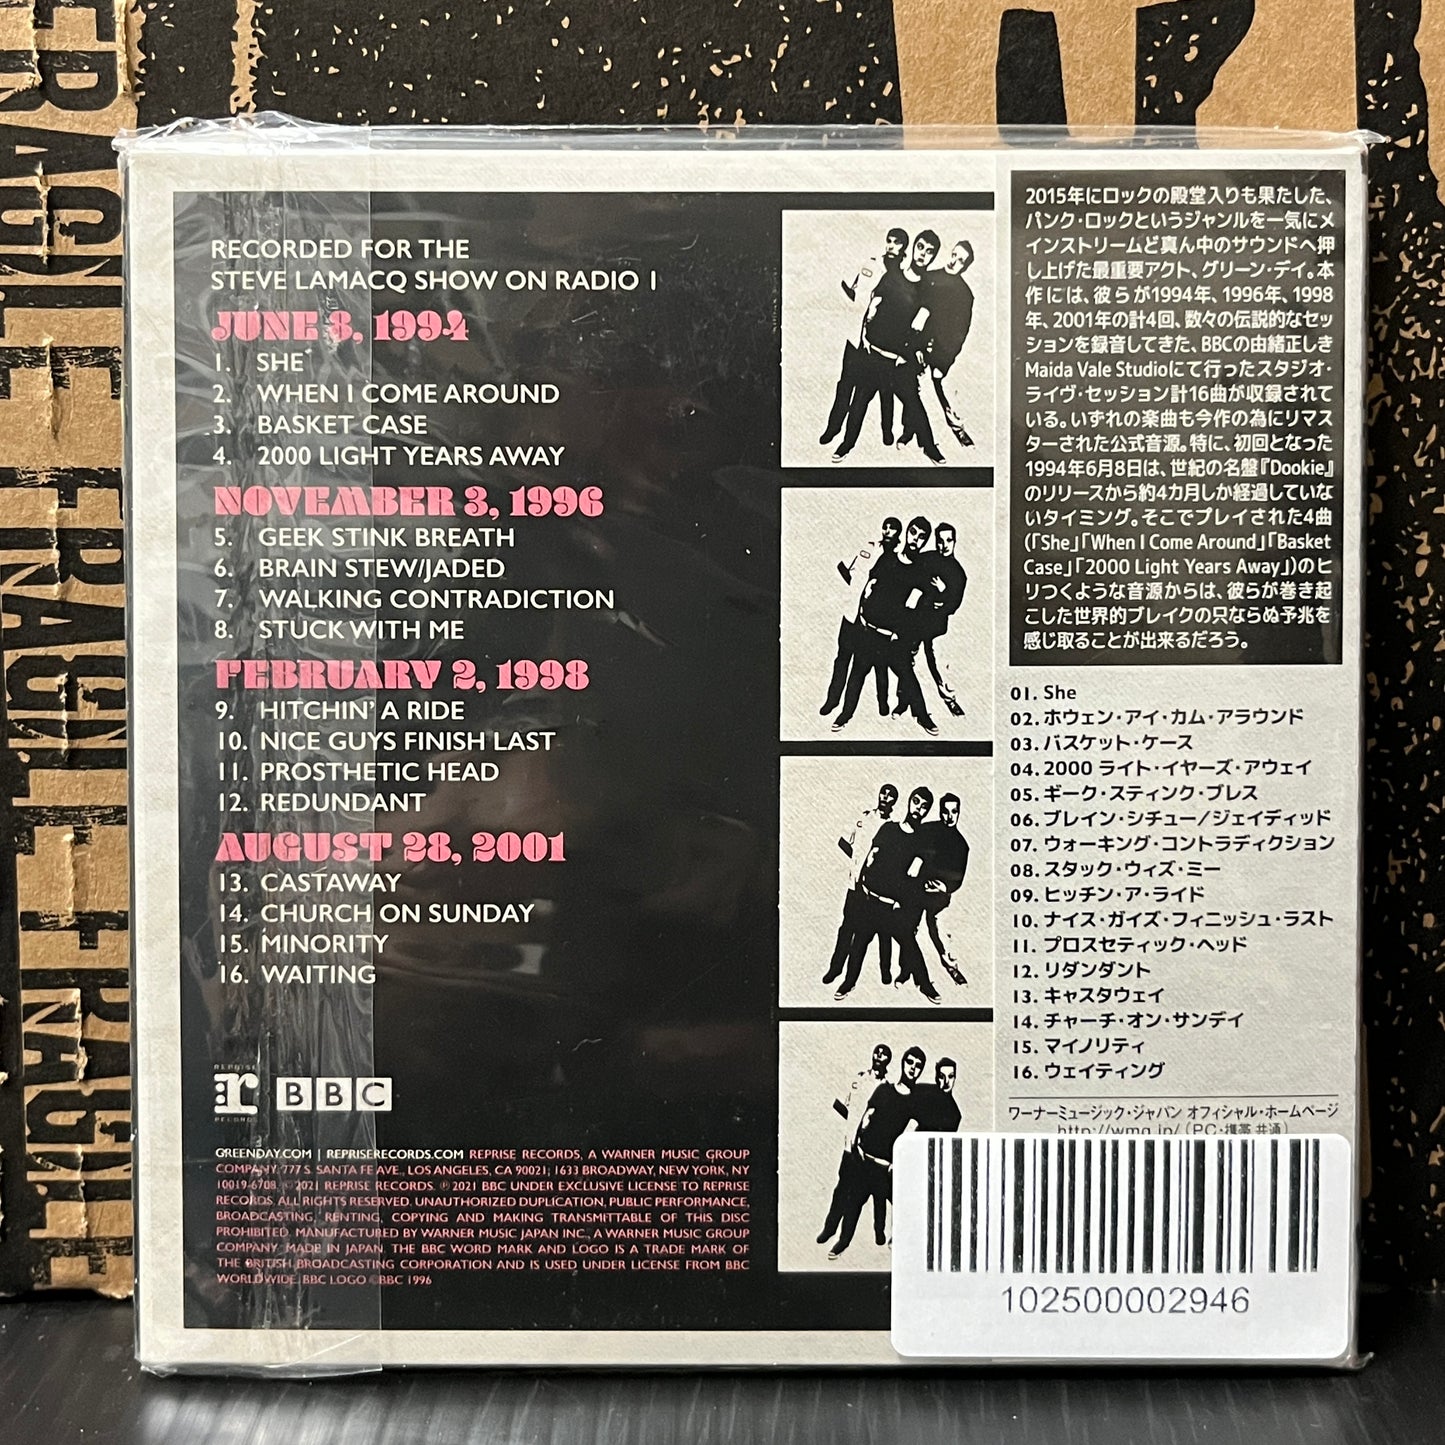 RECORDED FOR THE
STEVE LAMACQ SHOW ON RADIO 1
JUNE 8, 1994
1. SHE
2. WHEN I COME AROUND
3. BASKET CASE
4. 2000 LIGHT YEARS AWAY
NOVEMBER 3, 1996
5. GEEK STINK BREATH
6. BRAIN STEW/JADED
7. WALKING CONTRADICTION
8. STUCK WITH ME
FEBRUARY 2, 1998
9. HITCHIN' A RIDE
10. NICE GUYS FINISH LAST
11. PROSTHETIC HEAD
12. REDUNDANT
AUGUST 28, 2001
13. CASTAWAY
14. CHURCH ON SUNDAY
15. MINORITY
16. WAITING
REPRISE
r
RECORDS
BBC
GREENDAY.COM | REPRISERECORDS.COM REPRISE RECORDS, A WARNER MUSIC GROUP
COMPANY, 777 S. SANTA FE AVE., LOS ANGELES, CA 90021; 1633 BROADWAY, NEW YORK, NY
10019-6708. ©2021 REPRISE RECORDS. ℗2021 BBC UNDER EXCLUSIVE LICENSE TO REPRISE
RECORDS. ALL RIGHTS RESERVED. UNAUTHORIZED DUPLICATION, PUBLIC PERFORMANCE,
BROADCASTING, RENTING, COPYING AND MAKING TRANSMITTABLE OF THIS DISC
PROHIBITED. MANUFACTURED BY WARNER MUSIC JAPAN INC., A WARNER MUSIC GROUP
COMPANY. MADE IN JAPAN. THE BBC WORD MARK AND LOGO IS A TRADE MARK OF
THE BRITISH BROADCASTING CORPORATION AND IS USED UNDER LICENSE FROM BBC
WORLDWIDE. BBC LOGO ©BBC 1996
2015年にロックの殿堂入りも果たした、
パンク・ロックというジャンルを一気にメ
インストリームど真ん中のサウンドへ押
し上げた最重要アクト、グリーン・デイ。本
作には、彼らが1994年、1996年、1998
年、2001年の計4回、数々の伝説的なセッ
ションを録音してきた、BBCの由緒正しき
Maida Vale Studioにて行ったスタジオ・
ライヴ・セッション計16曲が収録されて
いる。いずれの楽曲も今作の為にリマス
ターされた公式音源。特に、初回となった
1994年6月8日は、世紀の名盤『Dookie』
のリリースから約4カ月しか経過していな
いタイミング。そこでプレイされた4曲
(「She」「When I Come Around」「Basket
Case」「2000 Light Years Away」)のヒ
リつくような音源からは、彼らが巻き起
こした世界的ブレイクの只ならぬ予兆を
感じ取ることが出来るだろう。
01. She
02. ホウェン・アイ・カム・アラウンド
03. バスケット・ケース
04. 2000 ライト・イヤーズ・アウェイ
05. ギーク・スティンク・ブレス
06. ブレイン・シチュー/ジェイディッド
07. ウォーキング・コントラディクション
08. スタック・ウィズ・ミー
09. ヒッチン・ア・ライド
10. ナイス・ガイズ・フィニッシュ・ラスト
11. プロスセティック・ヘッド
12. リダンダント
13. キャスタウェイ
14. チャーチ・オン・サンデイ
15. マイノリティ
16. ウェイティング
ワーナーミュージック・ジャパン オフィシャル・ホームページ
http://wmg.jp/ (PC・携帯 共通)
102500002946
FRAGILE
FRAGILE
FRAGILE